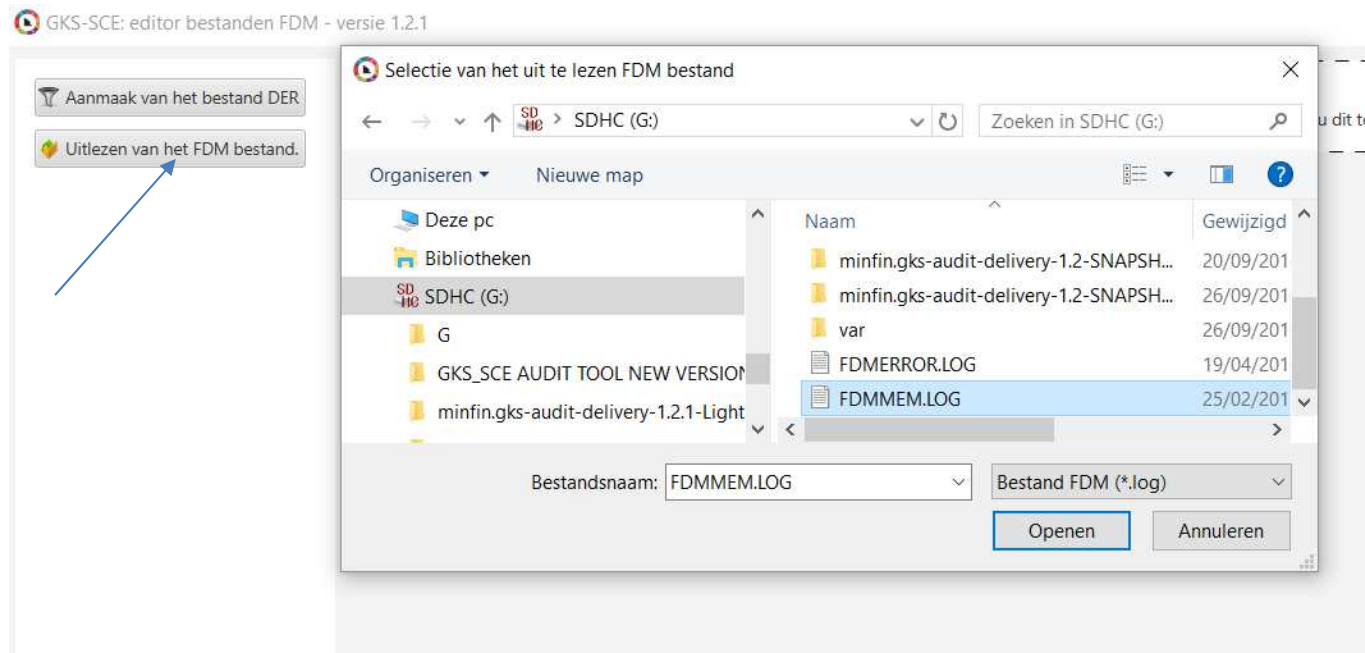 GKS-SCE: editor bestanden FDM - versie 1.2.1
Aanmaak van het bestand DER
Uitlezen van het FDM bestand.
Selectie van het uit te lezen FDM bestand
SD HC > SDHC (G:)
Zoeken in SDHC (G:)
u dit t
Organiseren
Nieuwe map
Deze pc
Bibliotheken
SD HC SDHC (G:)
G
GKS_SCE AUDIT TOOL NEW VERSION
minfin.gks-audit-delivery-1.2.1-Light
Naam Gewijzigd
minfin.gks-audit-delivery-1.2-SNAPSH... 20/09/201
minfin.gks-audit-delivery-1.2-SNAPSH... 26/09/201
var 26/09/201
FDMERROR.LOG 19/04/201
FDMMEM.LOG 25/02/201
Bestandsnaam: FDMMEM.LOG
Bestand FDM (*.log)
Openen
Annuleren